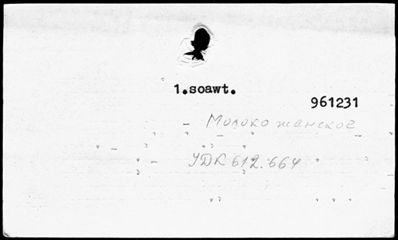 1.soawt.
961231
— Молоко женское
УДК 612.664